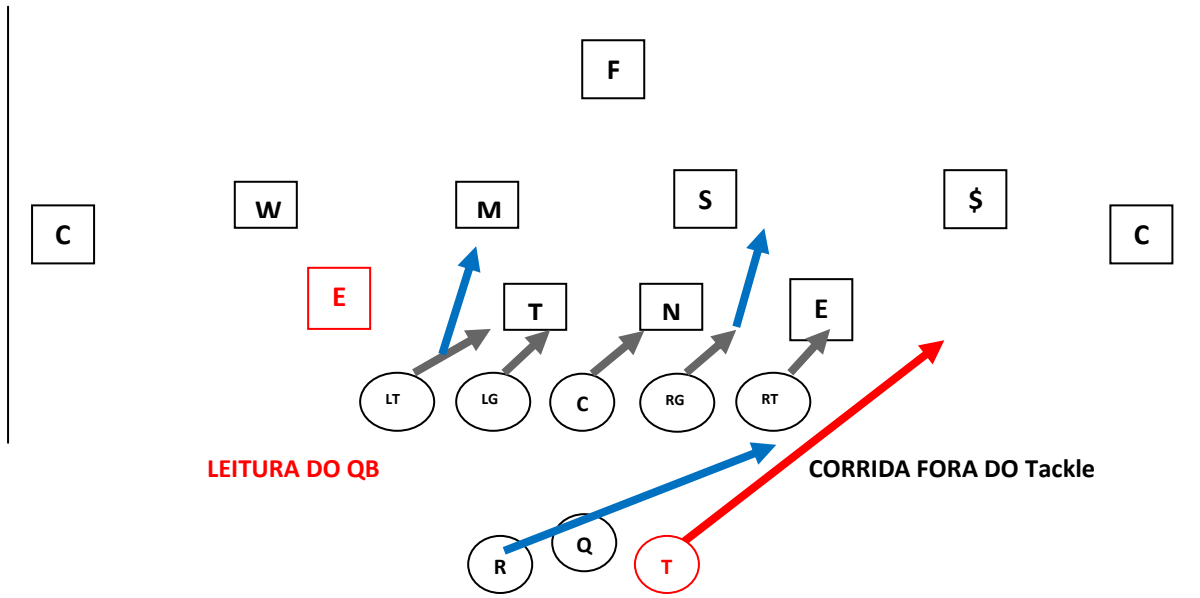 F
W M S $
C C
E T N E
LT LG C RG RT
LEITURA DO QB CORRIDA FORA DO Tackle
R Q T